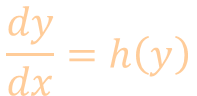 dy/dx = h(y)